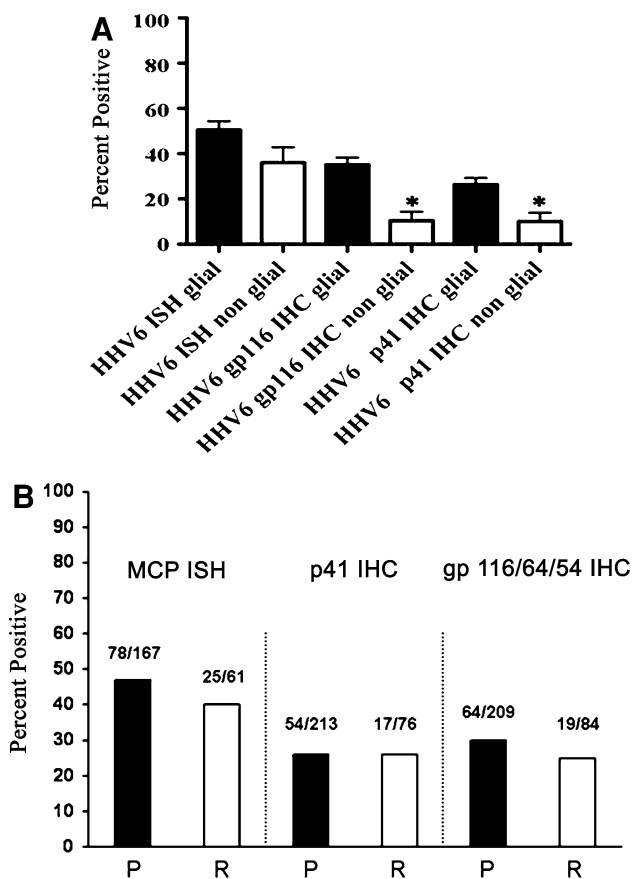 A
Percent Positive
100
80
60
40
20
0
*
*
HHV6 ISH glial
HHV6 ISH non glial
HHV6 gp116 IHC glial
HHV6 gp116 IHC non glial
HHV6 p41 IHC glial
HHV6 p41 IHC non glial
B
Percent Positive
100
90
80
70
60
50
40
30
20
10
0
MCP ISH
p41 IHC
gp 116/64/54 IHC
78/167
25/61
54/213
17/76
64/209
19/84
P
R
P
R
P
R